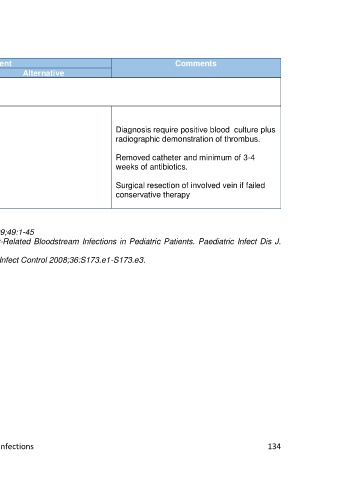 ent Comments
Alternative
Diagnosis require positive blood culture plus
radiographic demonstration of thrombus.
Removed catheter and minimum of 3-4
weeks of antibiotics.
Surgical resection of involved vein if failed
conservative therapy
9;49:1-45
-Related Bloodstream Infections in Pediatric Patients. Paediatric Infect Dis J.
Infect Control 2008;36:S173.e1-S173.e3.
nfections 134